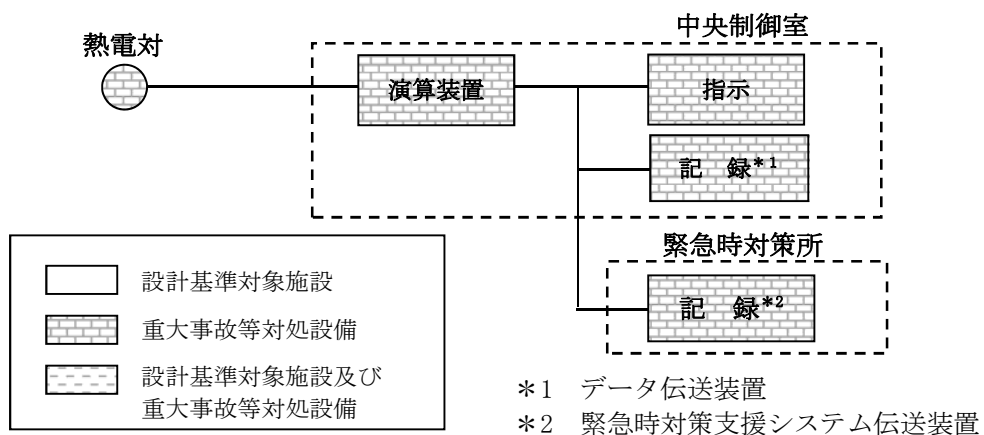 中央制御室
熱電対
演算装置
指示
記 録*1
緊急時対策所
記 録*2
設計基準対象施設
重大事故等対処設備
設計基準対象施設及び
重大事故等対処設備
*1 データ伝送装置
*2 緊急時対策支援システム伝送装置